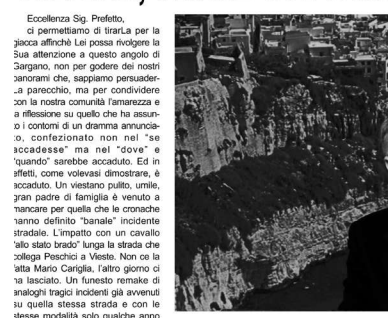 Eccellenza Sig. Prefetto,
ci permettiamo di tirarLa per la
giacca affinchè Lei possa rivolgere la
Sua attenzione a questo angolo di
Gargano, non per godere dei nostri
panorami che, sappiamo persuader-
La parecchio, ma per condividere
con la nostra comunità l'amarezza e
la riflessione su quello che ha assun-
to i contorni di un dramma annuncia-
to, confezionato non nel "se
accadesse" ma nel "dove" e
"quando" sarebbe accaduto. Ed in
effetti, come volevasi dimostrare, è
accaduto. Un viestano pulito, umile,
gran padre di famiglia è venuto a
mancare per quella che le cronache
hanno definito "banale" incidente
stradale. L'impatto con un cavallo
"allo stato brado" lunga la strada che
collega Peschici a Vieste. Non ce la
fatta Mario Cariglia, l'altro giorno ci
ha lasciato. Un funesto remake di
analoghi tragici incidenti già avvenuti
su quella stessa strada e con le
stesse modalità solo qualche anno